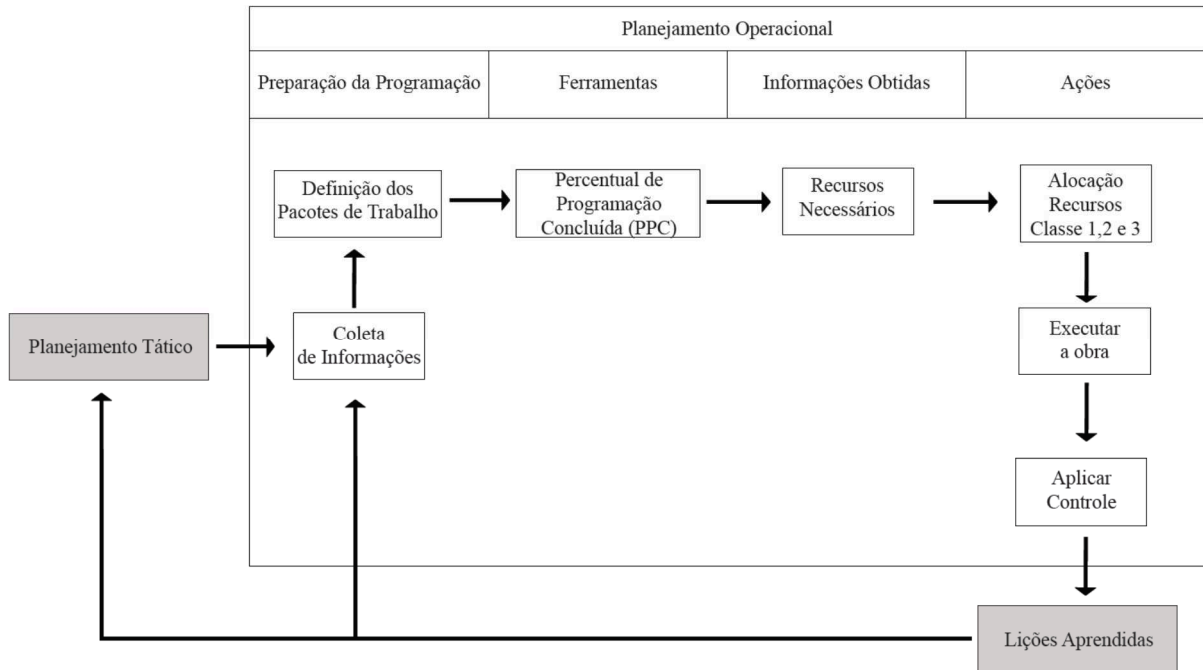 Planejamento Operacional
Preparação da Programação
Ferramentas
Informações Obtidas
Ações
Definição dos
Pacotes de Trabalho
Percentual de
Programação
Concluída (PPC)
Recursos
Necessários
Alocação
Recursos
Classe 1,2 e 3
Planejamento Tático
Coleta
de Informações
Executar
a obra
Aplicar
Controle
Lições Aprendidas